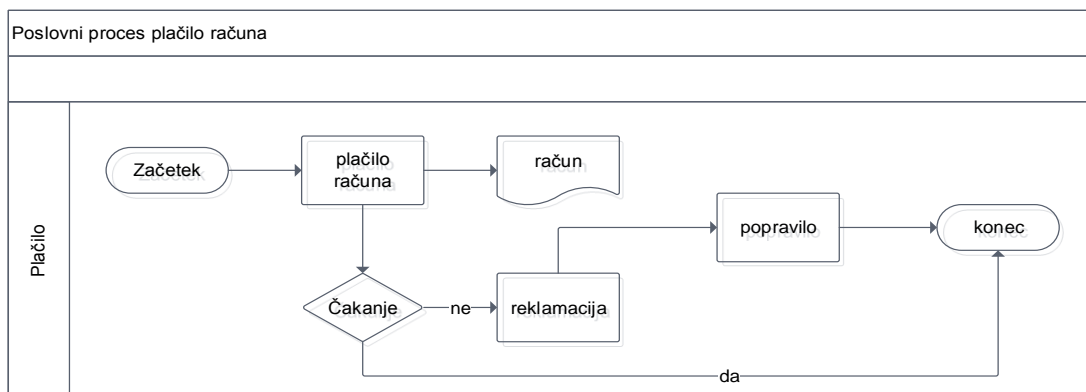 Poslovni proces plačilo računa
Plačilo
Začetek
plačilo
računa
račun
popravilo
konec
Čakanje
ne
reklamacija
da